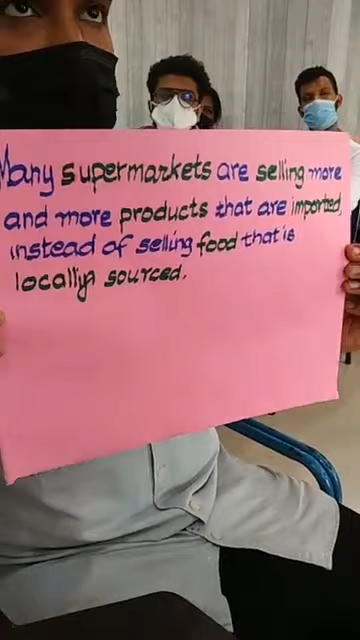 Many supermarkets are selling more
and more products that are imported,
instead of selling food that is
locally sourced.